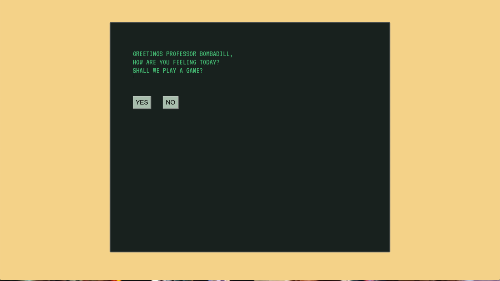 GREETINGS PROFESSOR BOMBADILL,
HOW ARE YOU FEELING TODAY?
SHALL WE PLAY A GAME?
YES NO